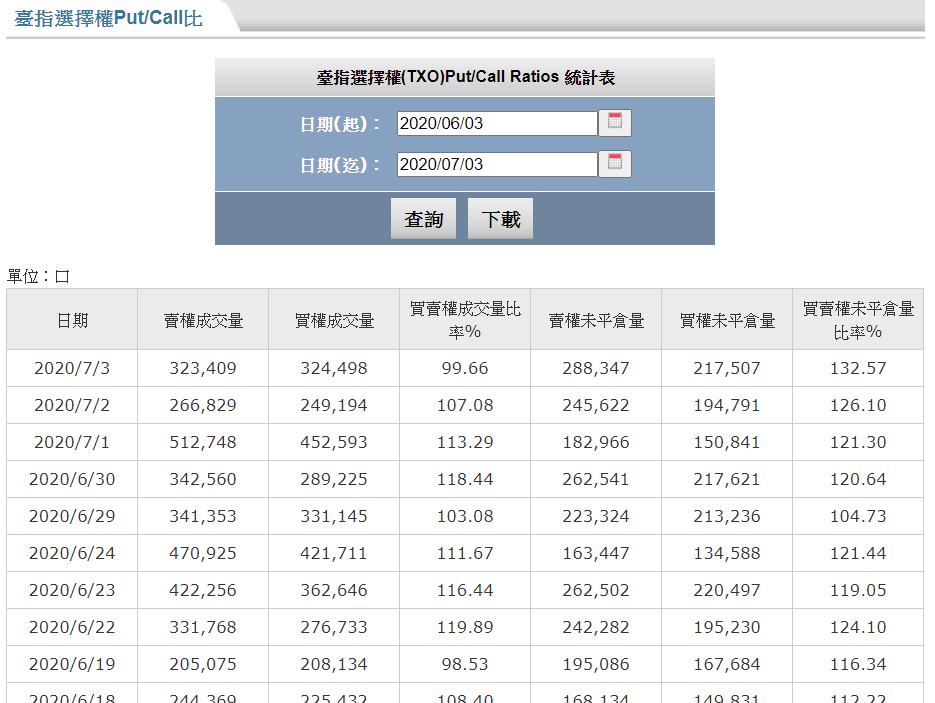 臺指選擇權Put/Call比
臺指選擇權(TXO)Put/Call Ratios 統計表
日期(起)：
2020/06/03
日期(迄)：
2020/07/03
查詢 下載
單位：口
日期 賣權成交量 買權成交量 買賣權成交量比率% 賣權未平倉量 買權未平倉量 買賣權未平倉量比率%
2020/7/3 323,409 324,498 99.66 288,347 217,507 132.57
2020/7/2 266,829 249,194 107.08 245,622 194,791 126.10
2020/7/1 512,748 452,593 113.29 182,966 150,841 121.30
2020/6/30 342,560 289,225 118.44 262,541 217,621 120.64
2020/6/29 341,353 331,145 103.08 223,324 213,236 104.73
2020/6/24 470,925 421,711 111.67 163,447 134,588 121.44
2020/6/23 422,256 362,646 116.44 262,502 220,497 119.05
2020/6/22 331,768 276,733 119.89 242,282 195,230 124.10
2020/6/19 205,075 208,134 98.53 195,086 167,684 116.34
2020/6/18 244,369 225,432 108.40 168,134 149,831 112.22